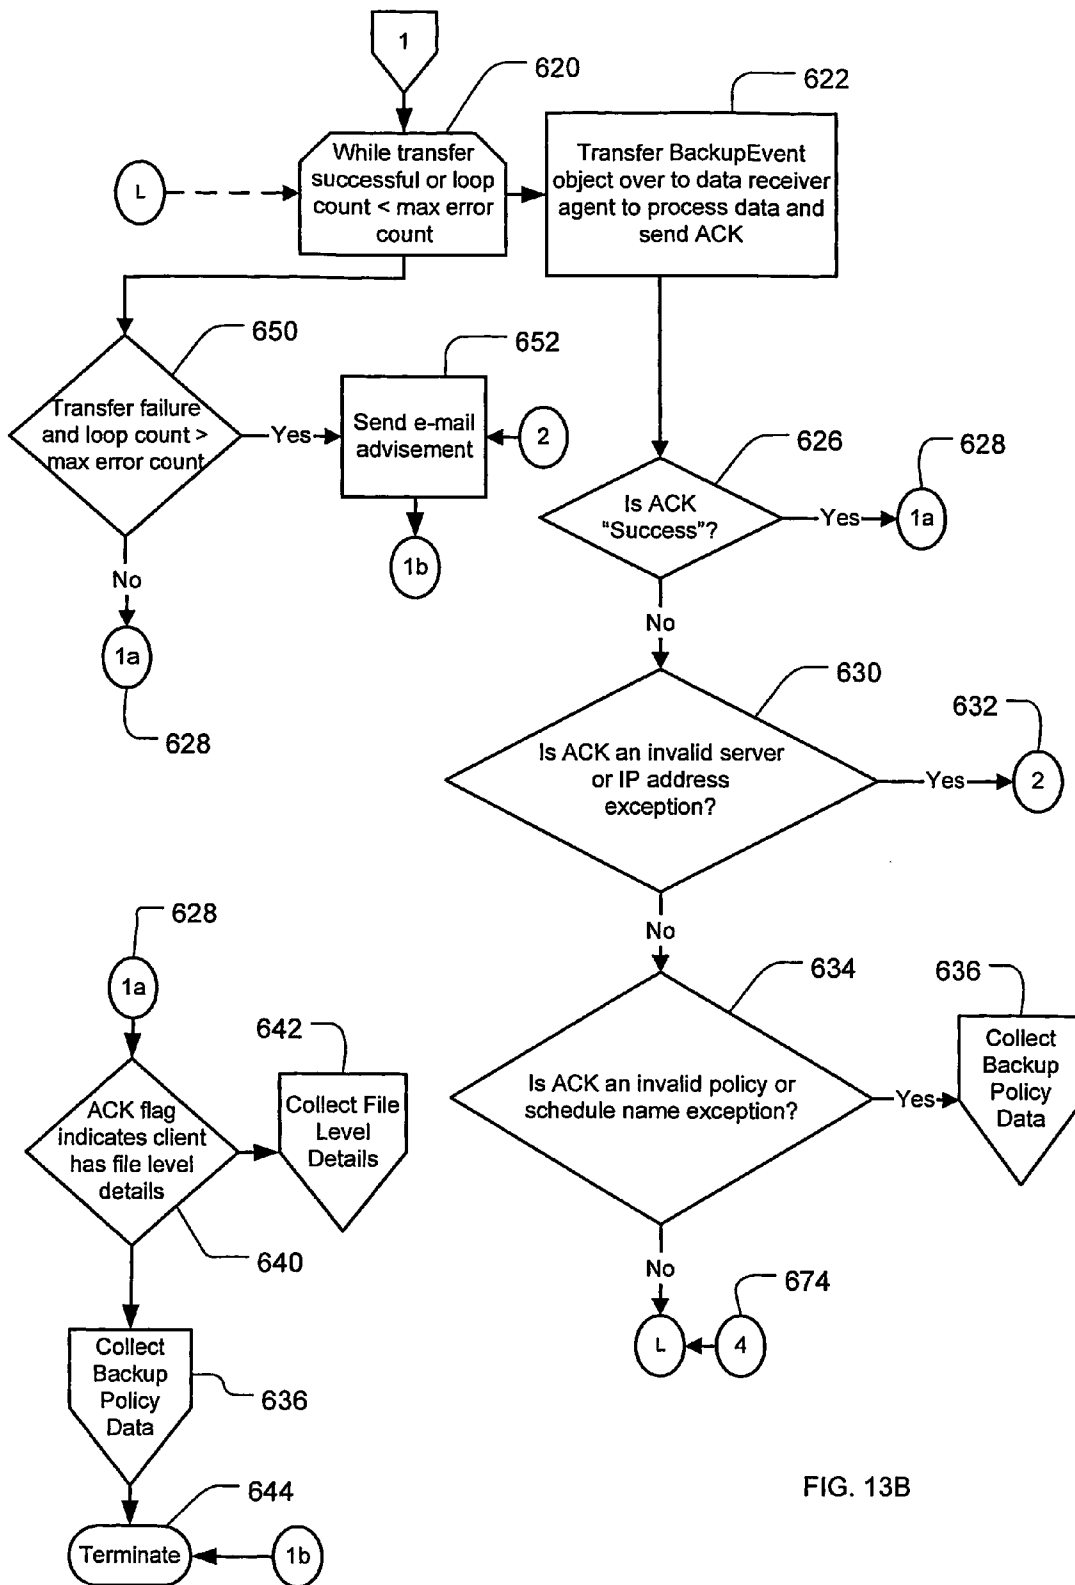 1
620
622
While transfer
successful or loop
count < max error
count
Transfer BackupEvent
object over to data receiver
agent to process data and
send ACK
L
650
652
Transfer failure
and loop count >
max error count
Yes
Send e-mail
advisement
2
626
628
Is ACK
“Success”?
Yes
1a
1b
No
No
1a
628
630
632
Is ACK an invalid server
or IP address
exception?
Yes
2
No
628
1a
634
636
642
Collect
Backup
Policy
Data
Is ACK an invalid policy or
schedule name exception?
Yes
ACK flag
indicates client
has file level
details
Collect File
Level
Details
640
No
674
L
4
Collect
Backup
Policy
Data
636
644
Terminate
1b
FIG. 13B